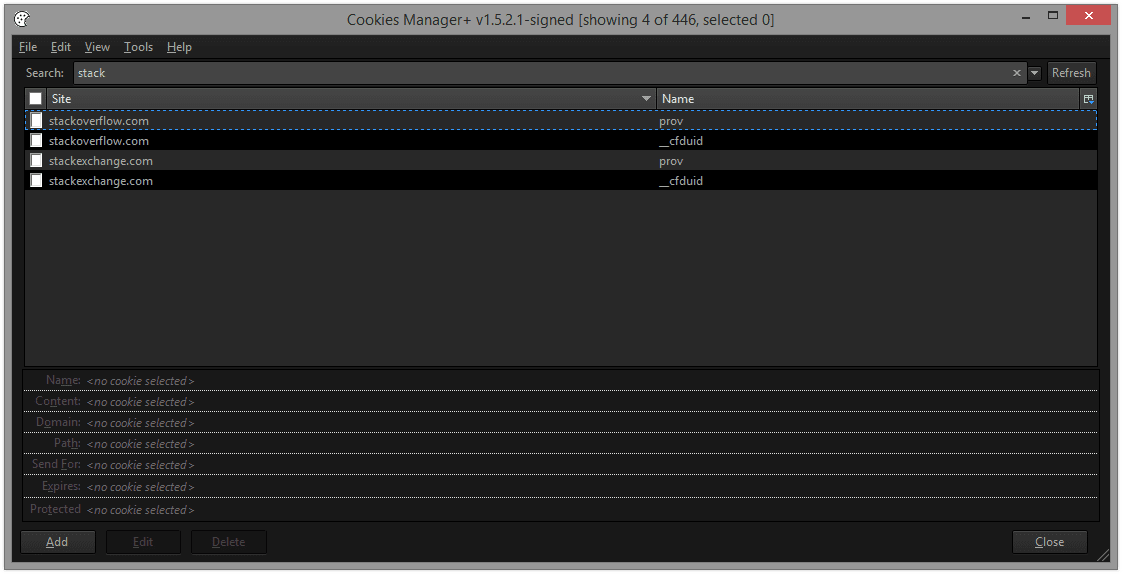 Cookies Manager+ v1.5.2.1-signed [showing 4 of 446, selected 0]
File Edit View Tools Help
Search: stack Refresh
Site Name
stackoverflow.com prov
stackoverflow.com __cfduid
stackexchange.com prov
stackexchange.com __cfduid
Name: <no cookie selected>
Content: <no cookie selected>
Domain: <no cookie selected>
Path: <no cookie selected>
Send For: <no cookie selected>
Expires: <no cookie selected>
Protected <no cookie selected>
Add Edit Delete Close